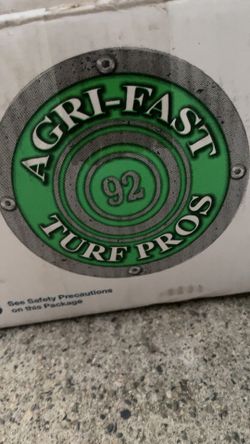 AGRI-FAST
92
TURF PROS
See Safety Precautions
on this Package